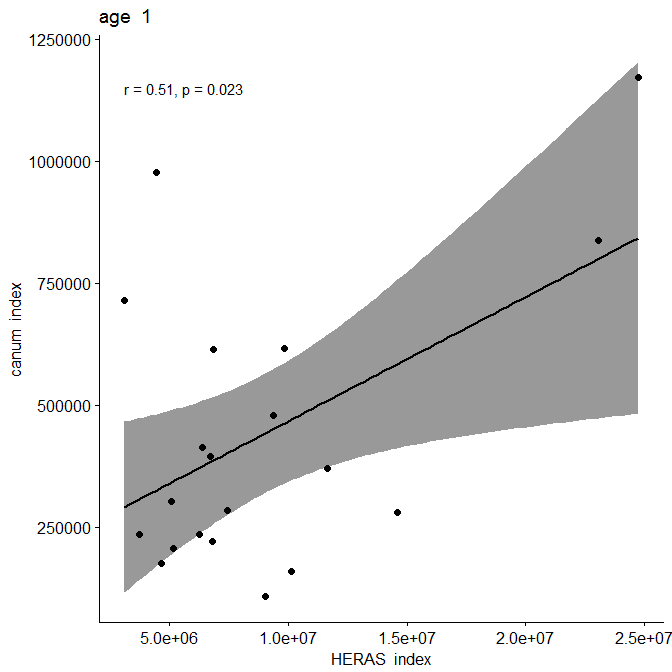 age 1
r = 0.51, p = 0.023
1250000
1000000
750000
500000
250000
canum index
5.0e+06 1.0e+07 1.5e+07 2.0e+07 2.5e+07
HERAS index